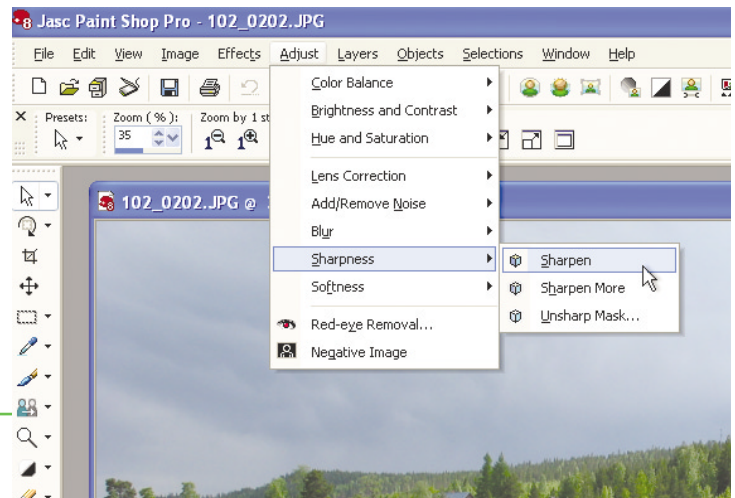 Jasc Paint Shop Pro - 102_0202.JPG
File Edit View Image Effects Adjust Layers Objects Selections Window Help
Presets: Zoom ( % ): Zoom by 1 st
35
102_0202.JPG @
Color Balance
Brightness and Contrast
Hue and Saturation
Lens Correction
Add/Remove Noise
Blur
Sharpness
Softness
Red-eye Removal...
Negative Image
Sharpen
Sharpen More
Unsharp Mask...